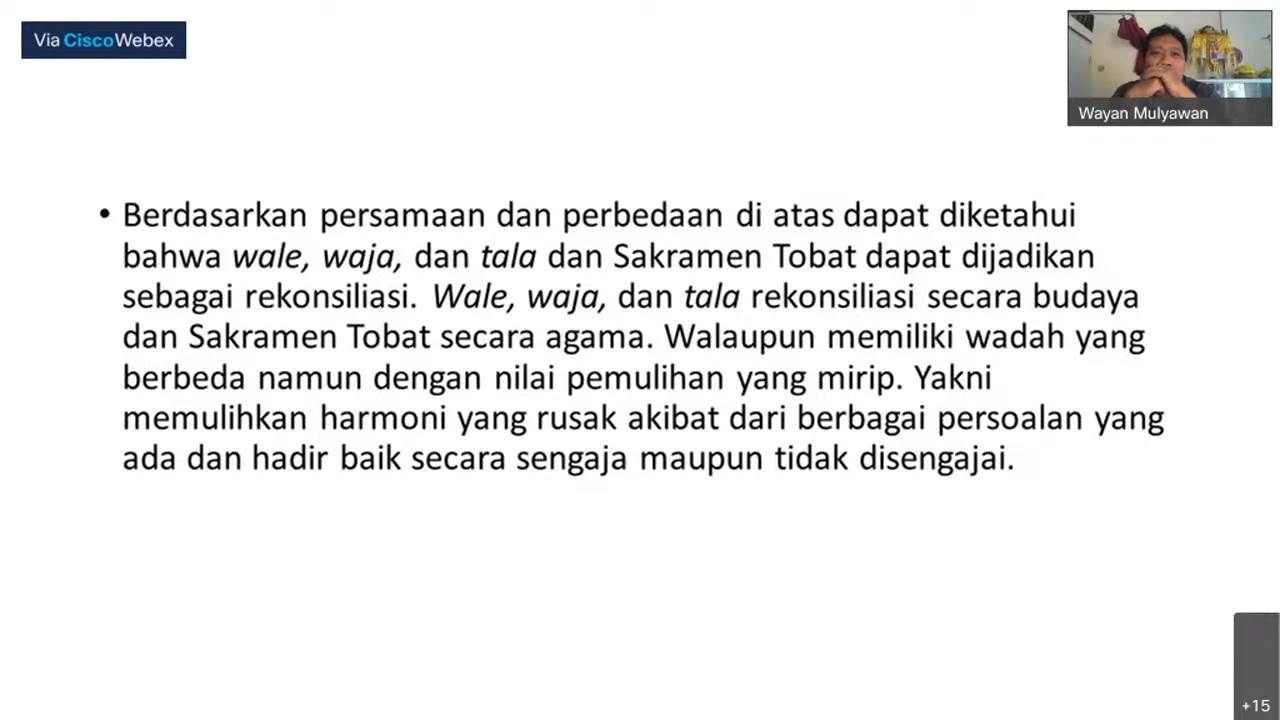 Via CiscoWebex
Wayan Mulyawan
• Berdasarkan persamaan dan perbedaan di atas dapat diketahui
bahwa wale, waja, dan tala dan Sakramen Tobat dapat dijadikan
sebagai rekonsiliasi. Wale, waja, dan tala rekonsiliasi secara budaya
dan Sakramen Tobat secara agama. Walaupun memiliki wadah yang
berbeda namun dengan nilai pemulihan yang mirip. Yakni
memulihkan harmoni yang rusak akibat dari berbagai persoalan yang
ada dan hadir baik secara sengaja maupun tidak disengajai.
+15